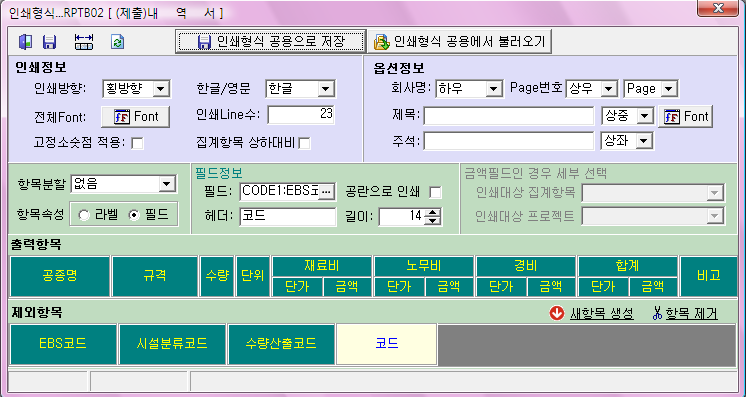 인쇄형식...RPTB02 [ (제출)내 역 서 ]
인쇄형식 공용으로 저장 인쇄형식 공용에서 불러오기
인쇄정보 옵션정보
인쇄방향: 횡방향 한글/영문 한글 회사명: 하우 Page번호 상우 Page
전체Font: Font 인쇄Line수: 23 제목: 상중 Font
고정소숫점 적용: 집계항목 상하대비 주석: 상좌
항목분할 없음 필드정보 금액필드인 경우 세부 선택
필드: CODE1:EBS코 ... 공란으로 인쇄 인쇄대상 집계항목
항목속성 라벨 필드 헤더: 코드 길이: 14 인쇄대상 프로젝트
출력항목
공종명 규격 수량 단위 재료비 노무비 경비 합계 비고
단가 금액 단가 금액 단가 금액 단가 금액
제외항목 새항목 생성 항목 제거
EBS코드 시설분류코드 수량산출코드 코드